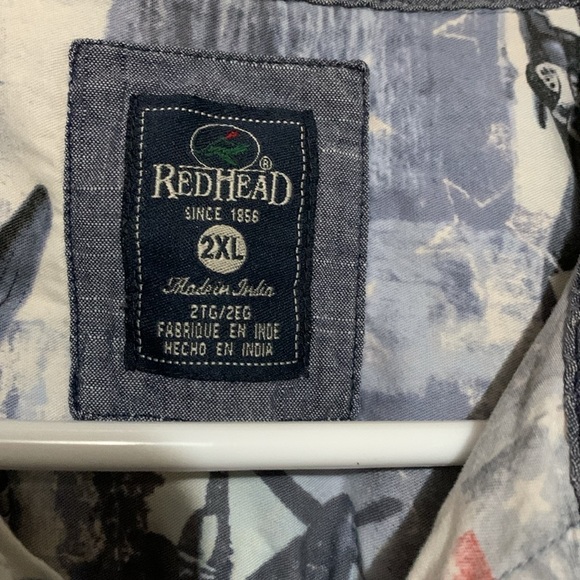 REDHEAD®
SINCE 1856
2XL
Made in India
2TG/2EG
FABRIQUE EN INDE
HECHO EN INDIA